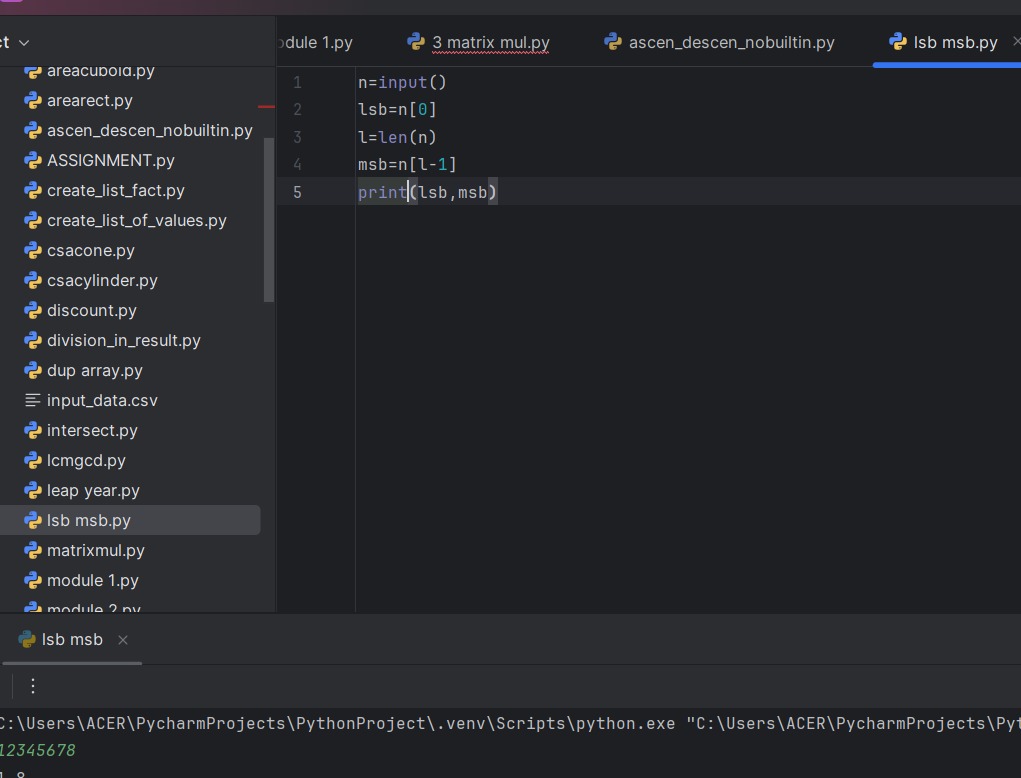 ct
odule 1.py
3 matrix mul.py
ascen_descen_nobuiltin.py
lsb msb.py
areacuboid.py
arearect.py
ascen_descen_nobuiltin.py
ASSIGNMENT.py
create_list_fact.py
create_list_of_values.py
csacone.py
csacylinder.py
discount.py
division_in_result.py
dup array.py
input_data.csv
intersect.py
lcmgcd.py
leap year.py
lsb msb.py
matrixmul.py
module 1.py
module 2.py
1 n=input()
2 lsb=n[0]
3 l=len(n)
4 msb=n[l-1]
5 print(lsb,msb)
lsb msb
C:\Users\ACER\PycharmProjects\PythonProject\.venv\Scripts\python.exe "C:\Users\ACER\PycharmProjects\Pyt
12345678
1 8